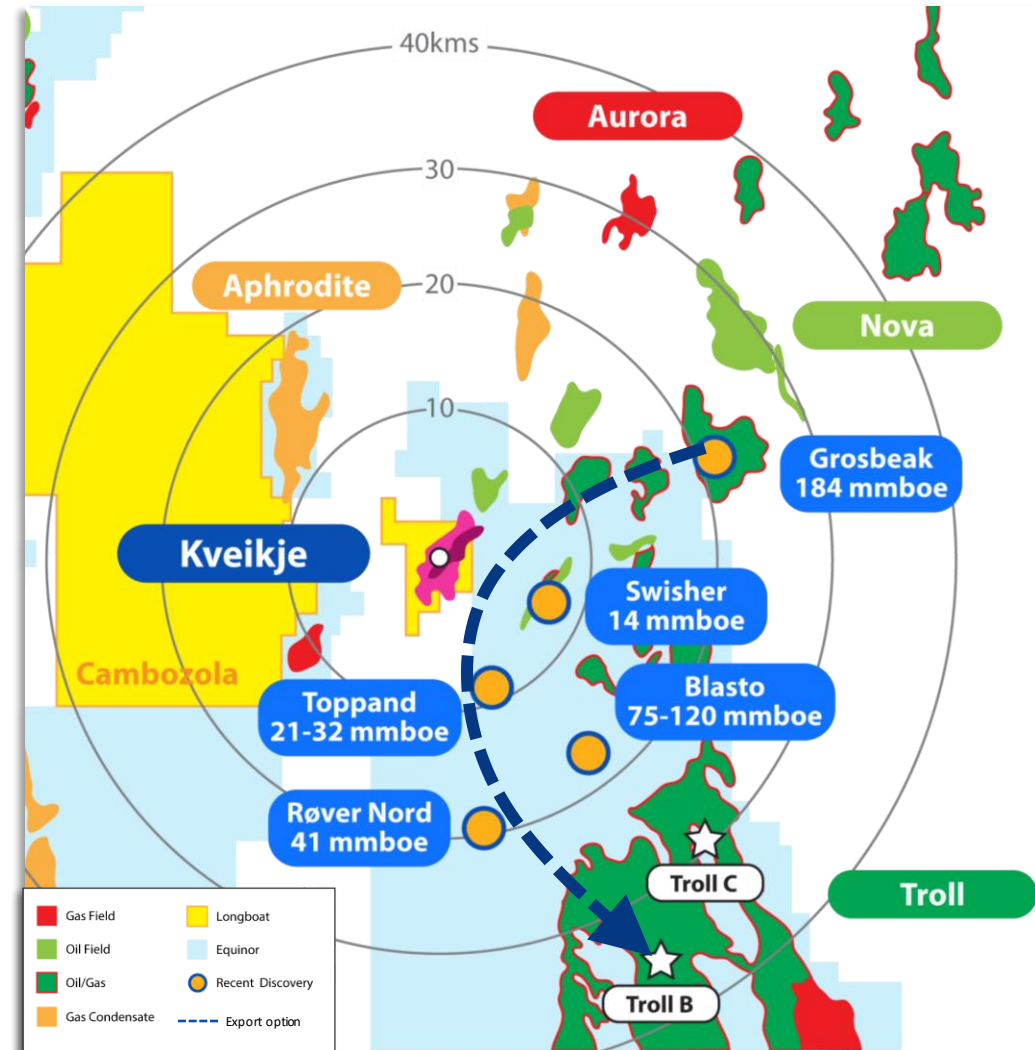 40kms
Aurora
30
Aphrodite
20
Nova
10
Grosbeak
184 mmboe
Kveikje
Swisher
14 mmboe
Cambozola
Toppand
21-32 mmboe
Blasto
75-120 mmboe
Røver Nord
41 mmboe
Troll C
Troll
Troll B
Gas Field
Oil Field
Oil/Gas
Gas Condensate
Longboat
Equinor
Recent Discovery
Export option